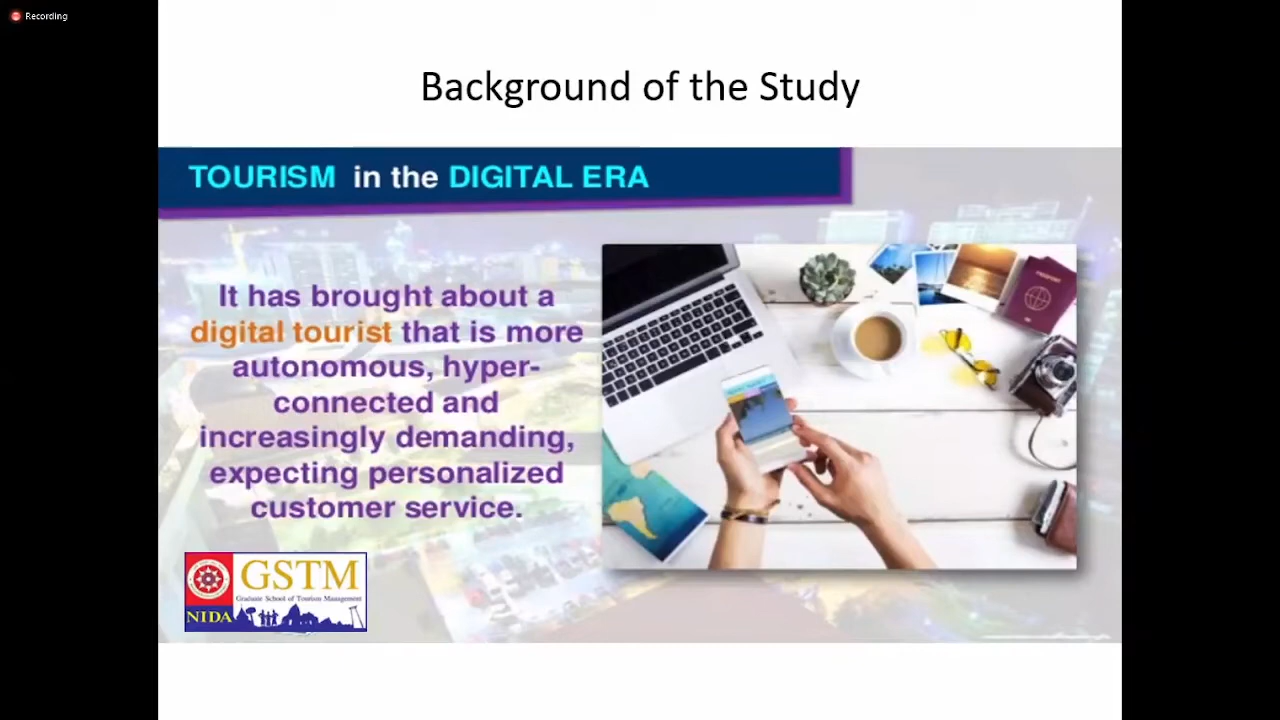 Recording
Background of the Study
TOURISM in the DIGITAL ERA
It has brought about a
digital tourist that is more
autonomous, hyper-
connected and
increasingly demanding,
expecting personalized
customer service.
PASSPORT
GSTM
Graduate School of Tourism Management
NIDA